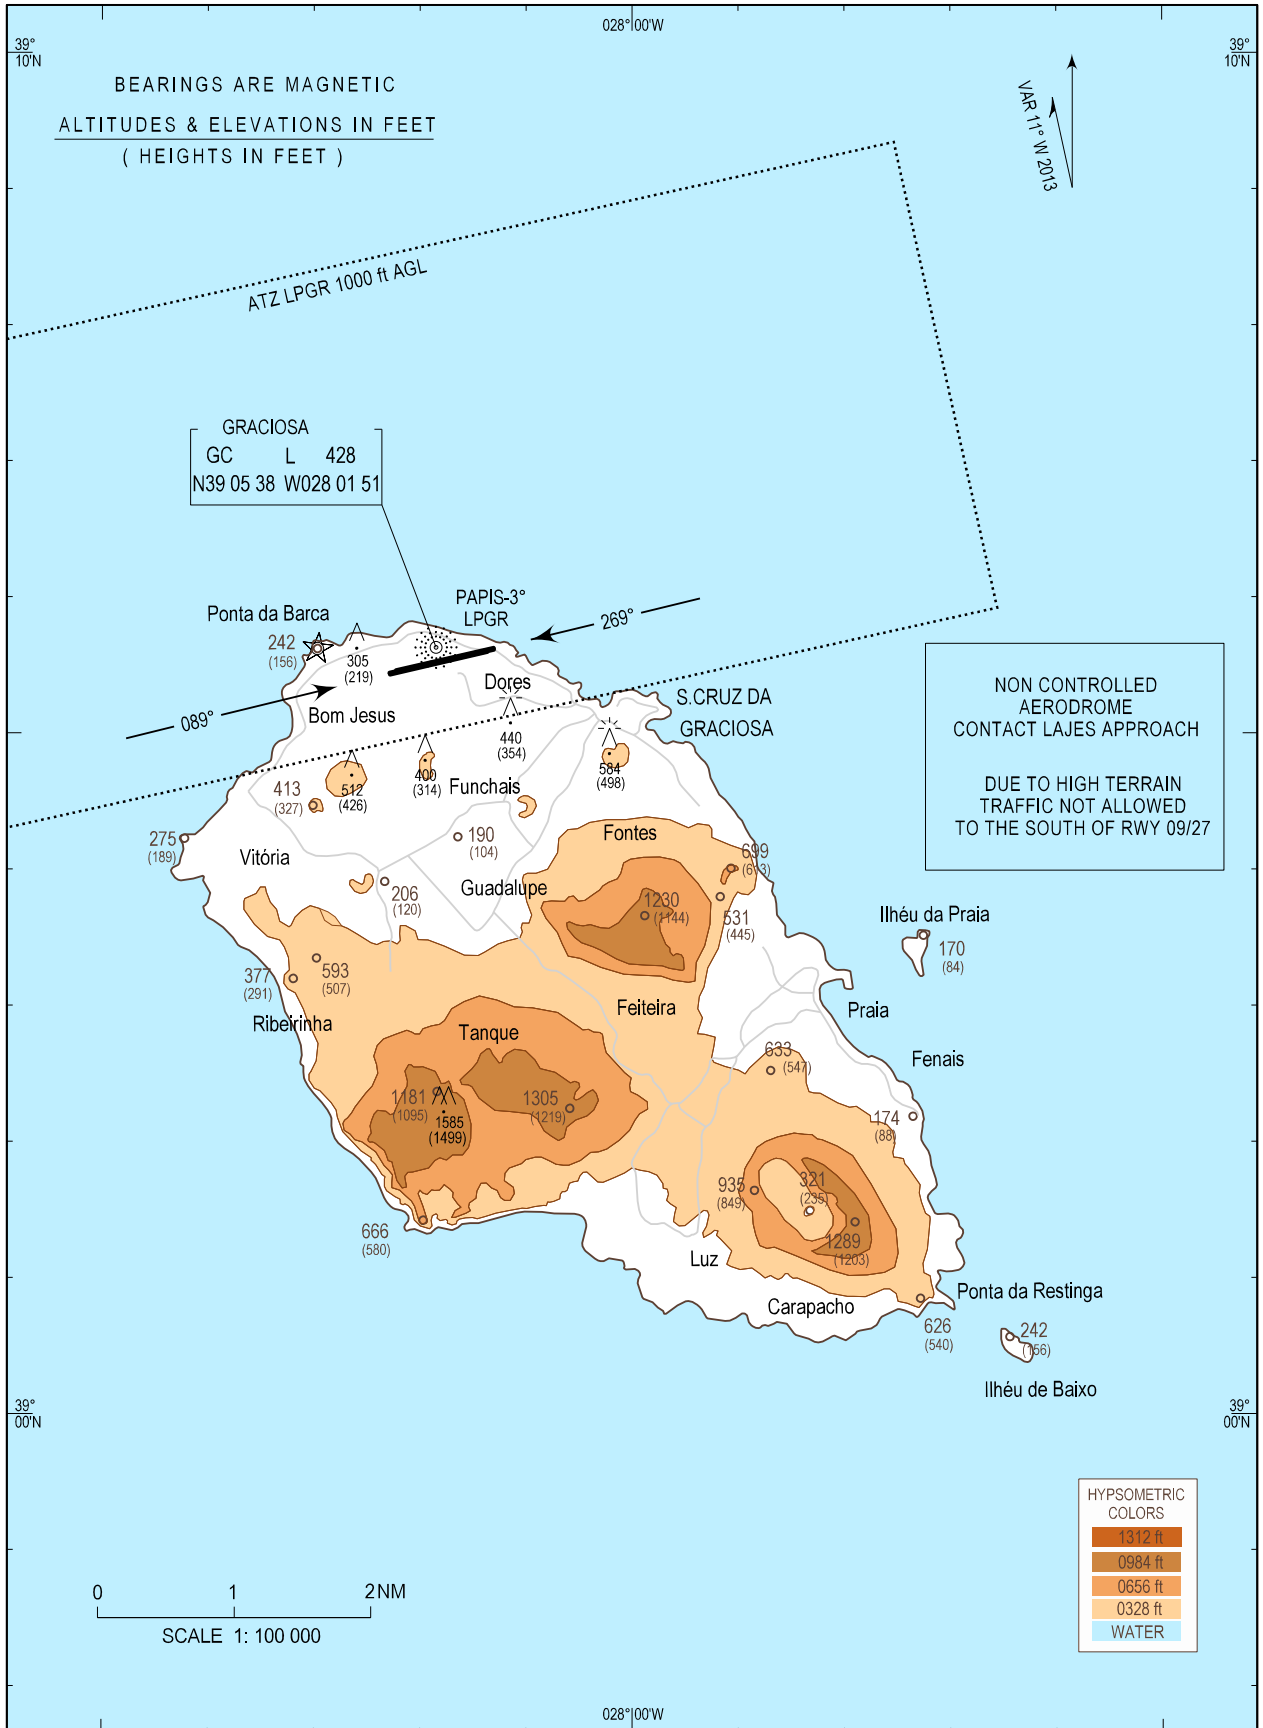 028°00'W
39°
10'N
39°
10'N
BEARINGS ARE MAGNETIC
ALTITUDES & ELEVATIONS IN FEET
( HEIGHTS IN FEET )
VAR 11° W 2013
ATZ LPGR 1000 ft AGL
GRACIOSA
GC L 428
N39 05 38 W028 01 51
PAPIS-3°
LPGR
269°
Ponta da Barca
242
(156)
305
(219)
089°
Bom Jesus
Dores
S.CRUZ DA
GRACIOSA
440
(354)
584
(498)
400
(314)
512
(426)
413
(327)
Funchais
275
(189)
Vitória
190
(104)
206
(120)
Guadalupe
Fontes
699
(613)
1230
(1144)
531
(445)
NON CONTROLLED
AERODROME
CONTACT LAJES APPROACH
DUE TO HIGH TERRAIN
TRAFFIC NOT ALLOWED
TO THE SOUTH OF RWY 09/27
Ilhéu da Praia
170
(84)
377
(291)
593
(507)
Ribeirinha
Tanque
Feiteira
Praia
Fenais
633
(547)
1181
(1095)
1585
(1499)
1305
(1219)
174
(88)
935
(849)
321
(235)
1289
(1203)
666
(580)
Luz
Carapacho
Ponta da Restinga
626
(540)
242
(156)
Ilhéu de Baixo
39°
00'N
39°
00'N
HYPSOMETRIC
COLORS
1312 ft
0984 ft
0656 ft
0328 ft
WATER
0 1 2NM
SCALE 1: 100 000
028°00'W